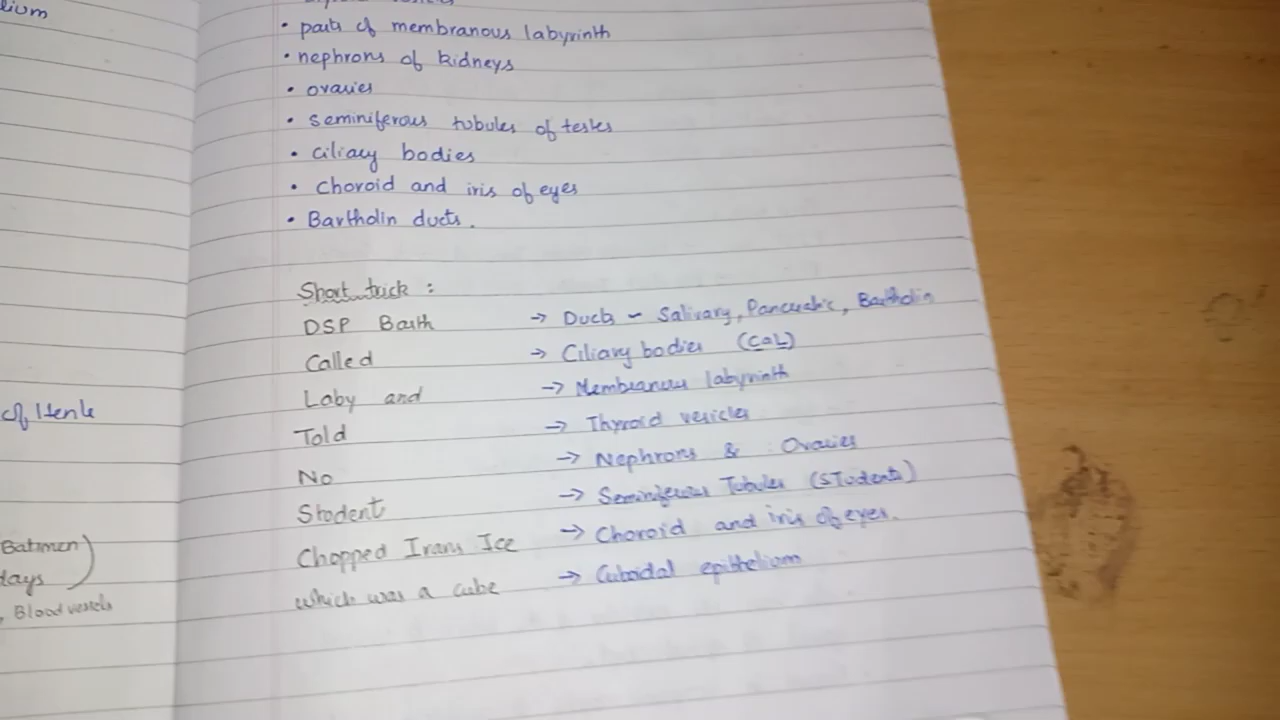 lium
• parts of membranous labyrinth
• nephrons of kidneys
• ovaries
• seminiferous tubules of testes
• ciliary bodies
• choroid and iris of eyes
• Bartholin ducts.
Short trick :
DSP Barth → Ducts - Salivary, Pancreatic, Bartholin
Called → Ciliary bodies (CaL)
Laby and → Membranous labyrinth
Told → Thyroid vesicles
No → Nephrons & Ovaries
Student → Seminiferous Tubules (STudents)
Chopped Irans Ice → Choroid and iris of eyes.
which was a cube → Cuboidal epithelium
of Henle
Batmen)
days
, Blood vessels